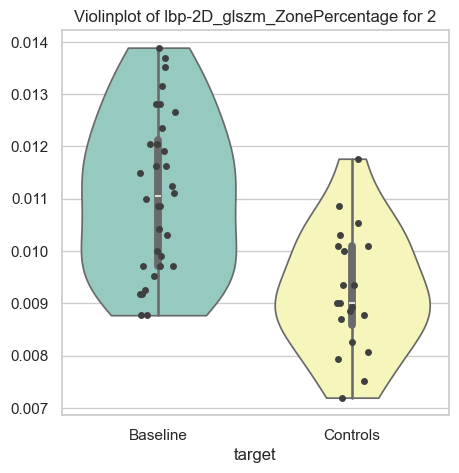 Violinplot of lbp-2D_glszm_ZonePercentage for 2
0.014
0.013
0.012
0.011
0.010
0.009
0.008
0.007
Baseline
Controls
target